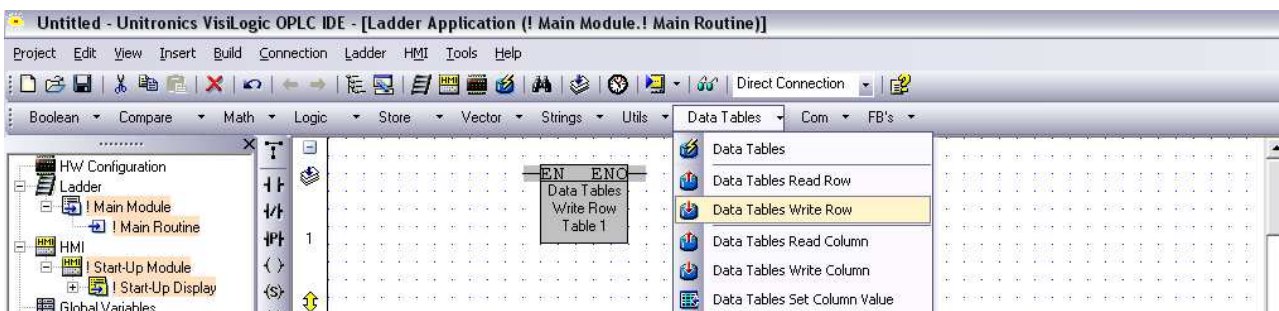 Untitled - Unitronics VisiLogic OPLC IDE - [Ladder Application (! Main Module.! Main Routine)]
Project Edit View Insert Build Connection Ladder HMI Tools Help
Direct Connection
Boolean Compare Math Logic Store Vector Strings Utils Data Tables Com FB's
HW Configuration
Ladder
! Main Module
! Main Routine
HMI
! Start-Up Module
! Start-Up Display
Global Variables
1
EN ENO
Data Tables
Write Row
Table 1
Data Tables
Data Tables Read Row
Data Tables Write Row
Data Tables Read Column
Data Tables Write Column
Data Tables Set Column Value